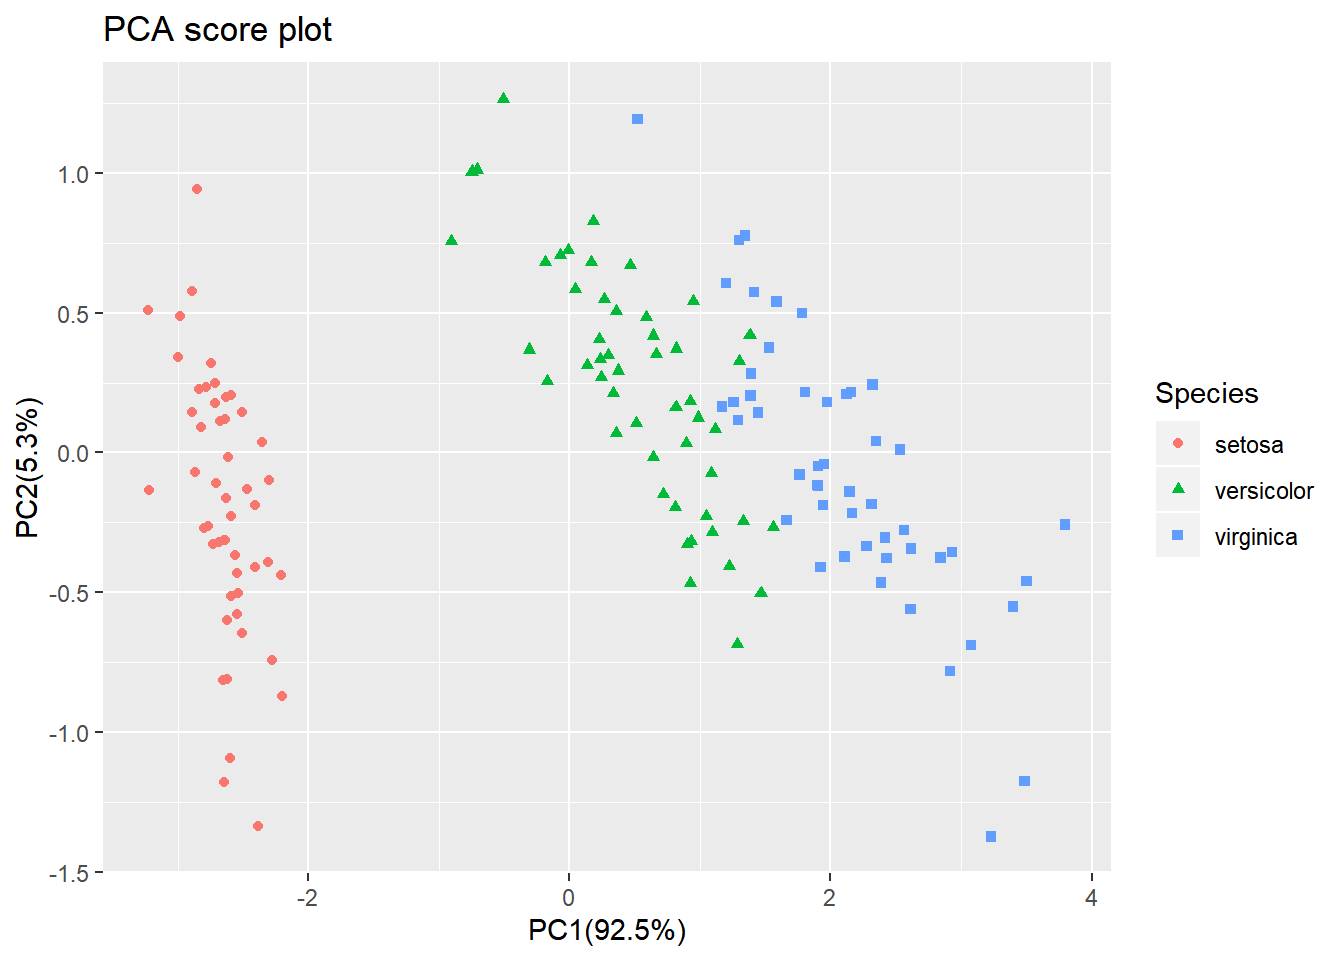 PCA score plot
1.0
0.5
0.0
-0.5
-1.0
-1.5
PC2(5.3%)
-2
0
2
4
PC1(92.5%)
Species
setosa
versicolor
virginica